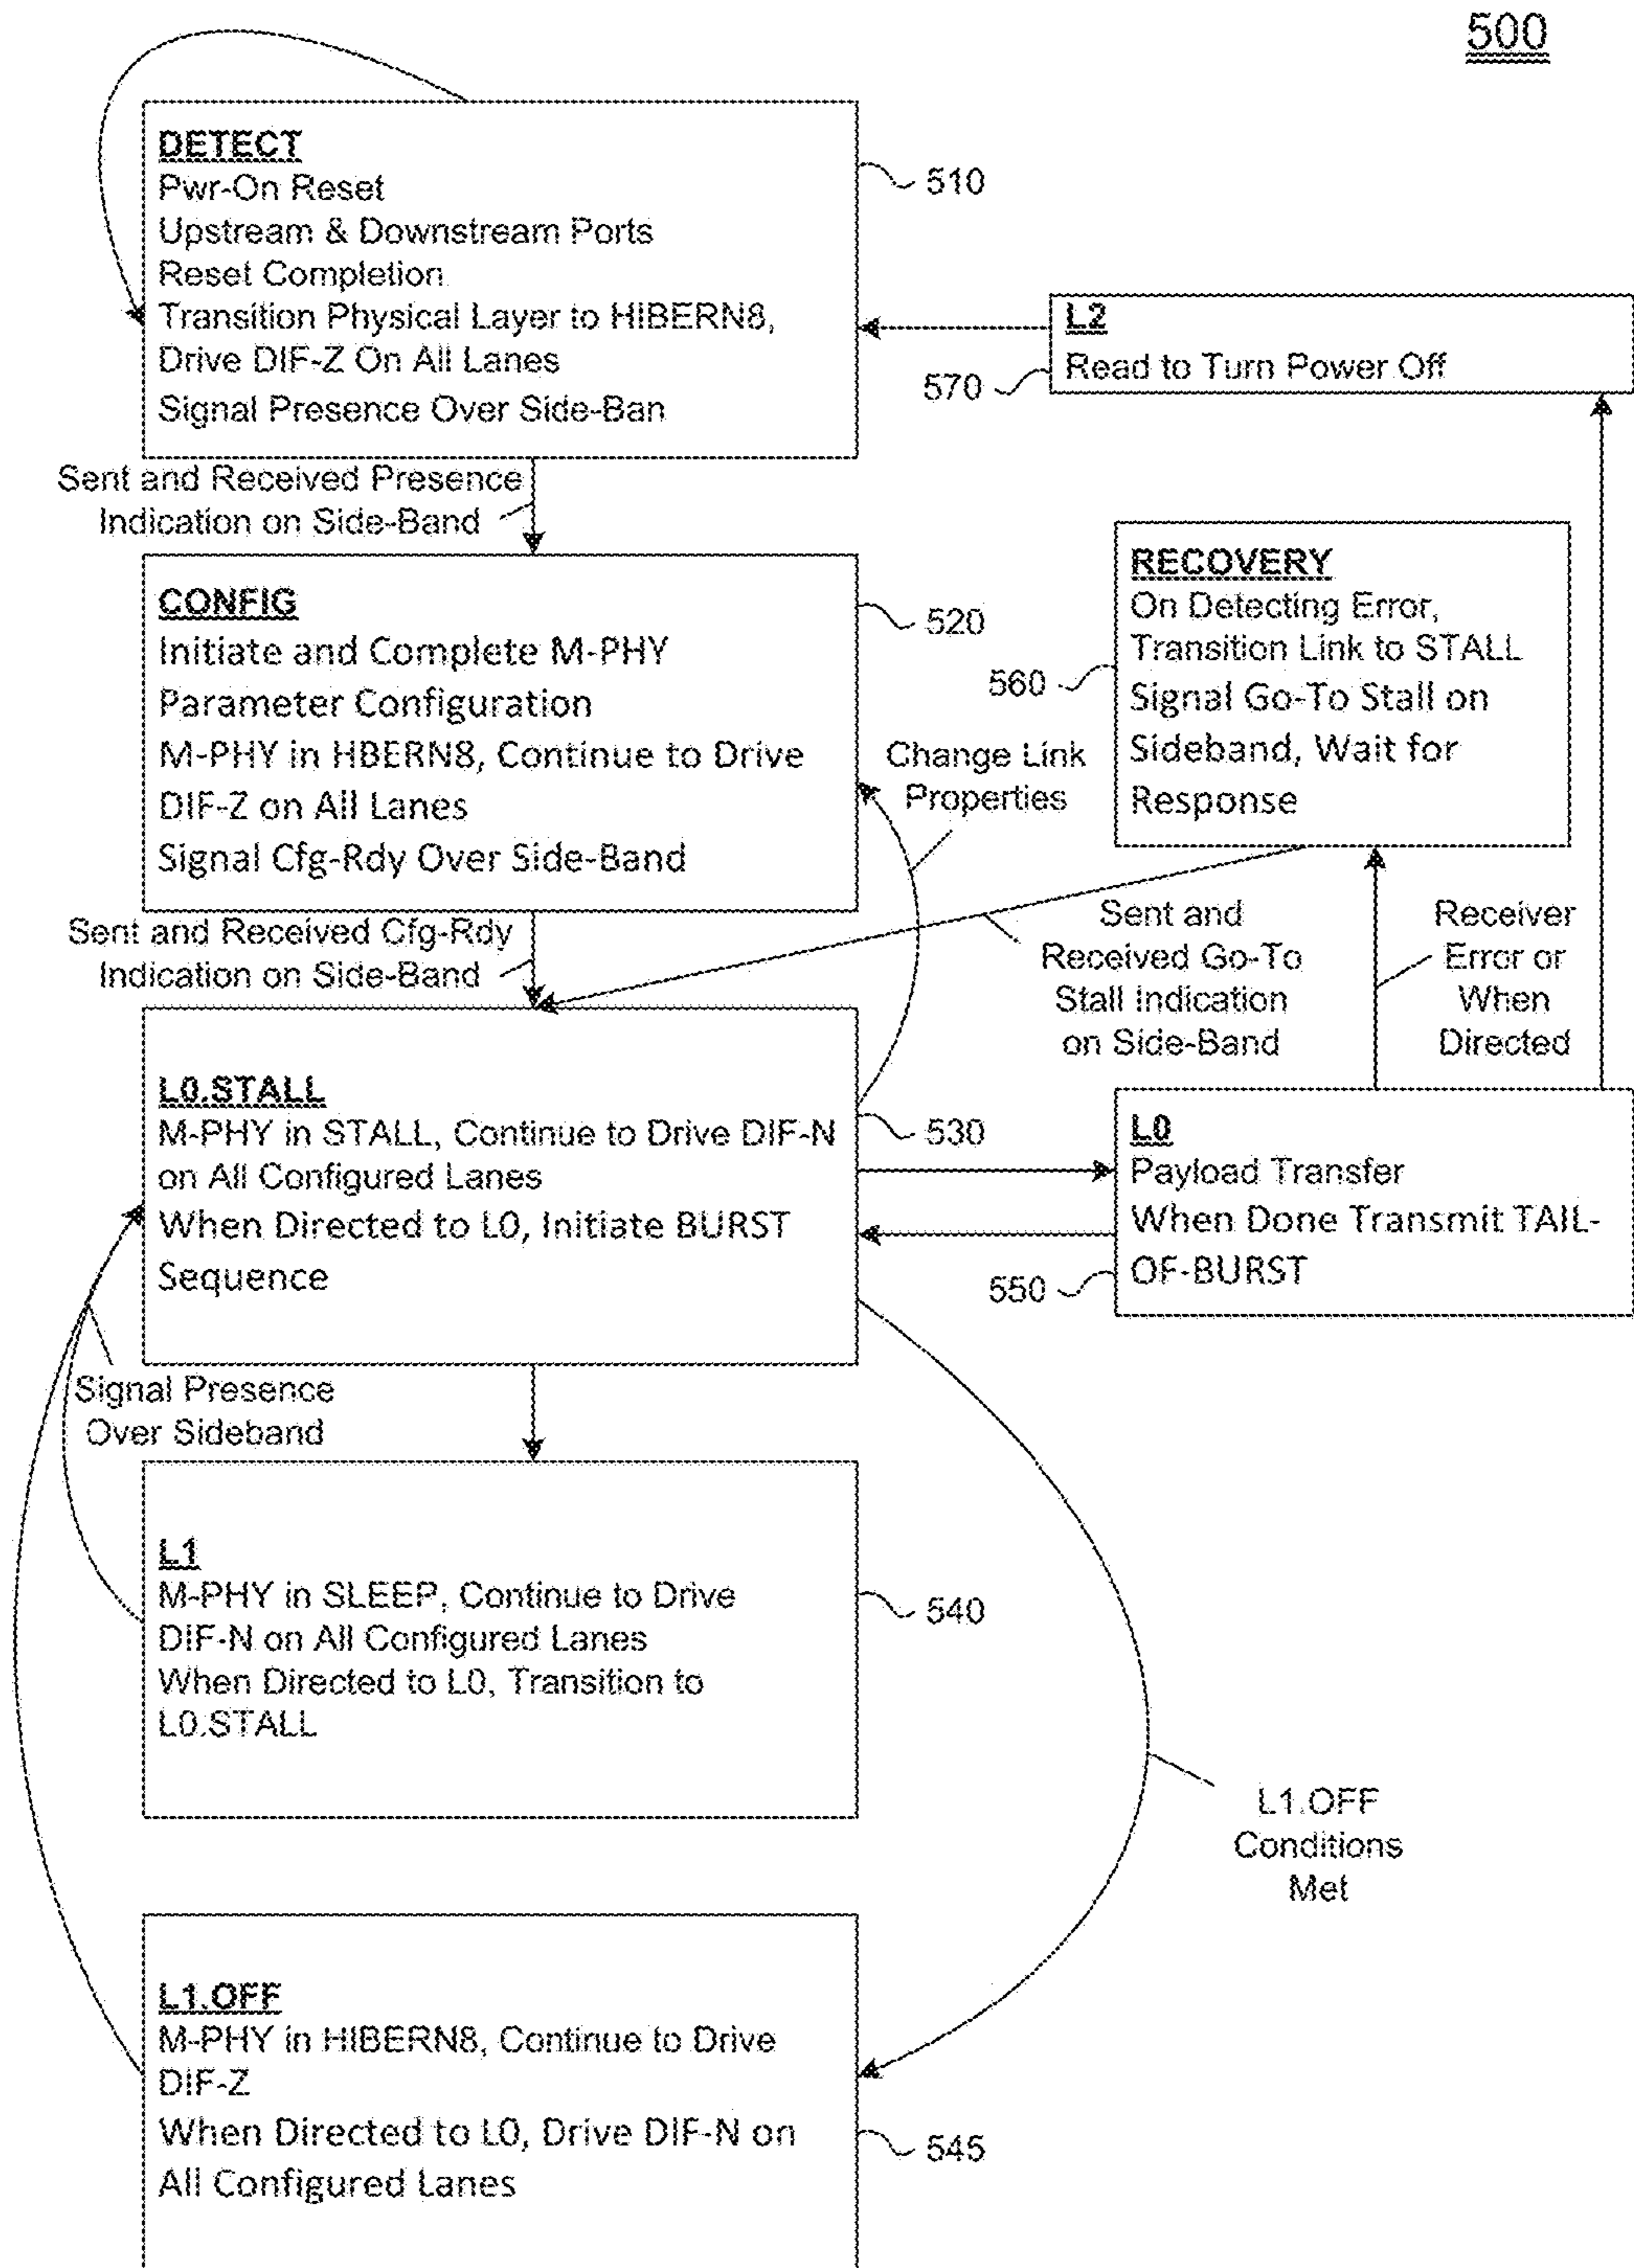 500
DETECT
Pwr-On Reset
Upstream & Downstream Ports
Reset Completion
Transition Physical Layer to HIBERN8,
Drive DIF-Z On All Lanes
Signal Presence Over Side-Ban
510
L2
Read to Turn Power Off
570
Sent and Received Presence
Indication on Side-Band
CONFIG
Initiate and Complete M-PHY
Parameter Configuration
M-PHY in HBERN8, Continue to Drive
DIF-Z on All Lanes
Signal Cfg-Rdy Over Side-Band
520
RECOVERY
On Detecting Error,
Transition Link to STALL
Signal Go-To Stall on
Sideband, Wait for
Response
560
Change Link
Properties
Sent and Received Cfg-Rdy
Indication on Side-Band
Sent and
Received Go-To
Stall Indication
on Side-Band
Receiver
Error or
When
Directed
L0.STALL
M-PHY in STALL, Continue to Drive DIF-N
on All Configured Lanes
When Directed to L0, Initiate BURST
Sequence
530
L0
Payload Transfer
When Done Transmit TAIL-
OF-BURST
550
Signal Presence
Over Sideband
L1
M-PHY in SLEEP, Continue to Drive
DIF-N on All Configured Lanes
When Directed to L0, Transition to
L0.STALL
540
L1.OFF
Conditions
Met
L1.OFF
M-PHY in HIBERN8, Continue to Drive
DIF-Z
When Directed to L0, Drive DIF-N on
All Configured Lanes
545